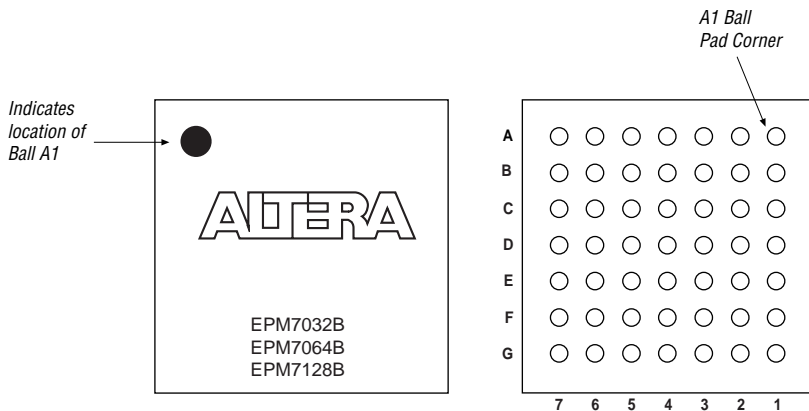 A1 Ball
Pad Corner
Indicates
location of
Ball A1
ALTERA
EPM7032B
EPM7064B
EPM7128B
A
B
C
D
E
F
G
7 6 5 4 3 2 1